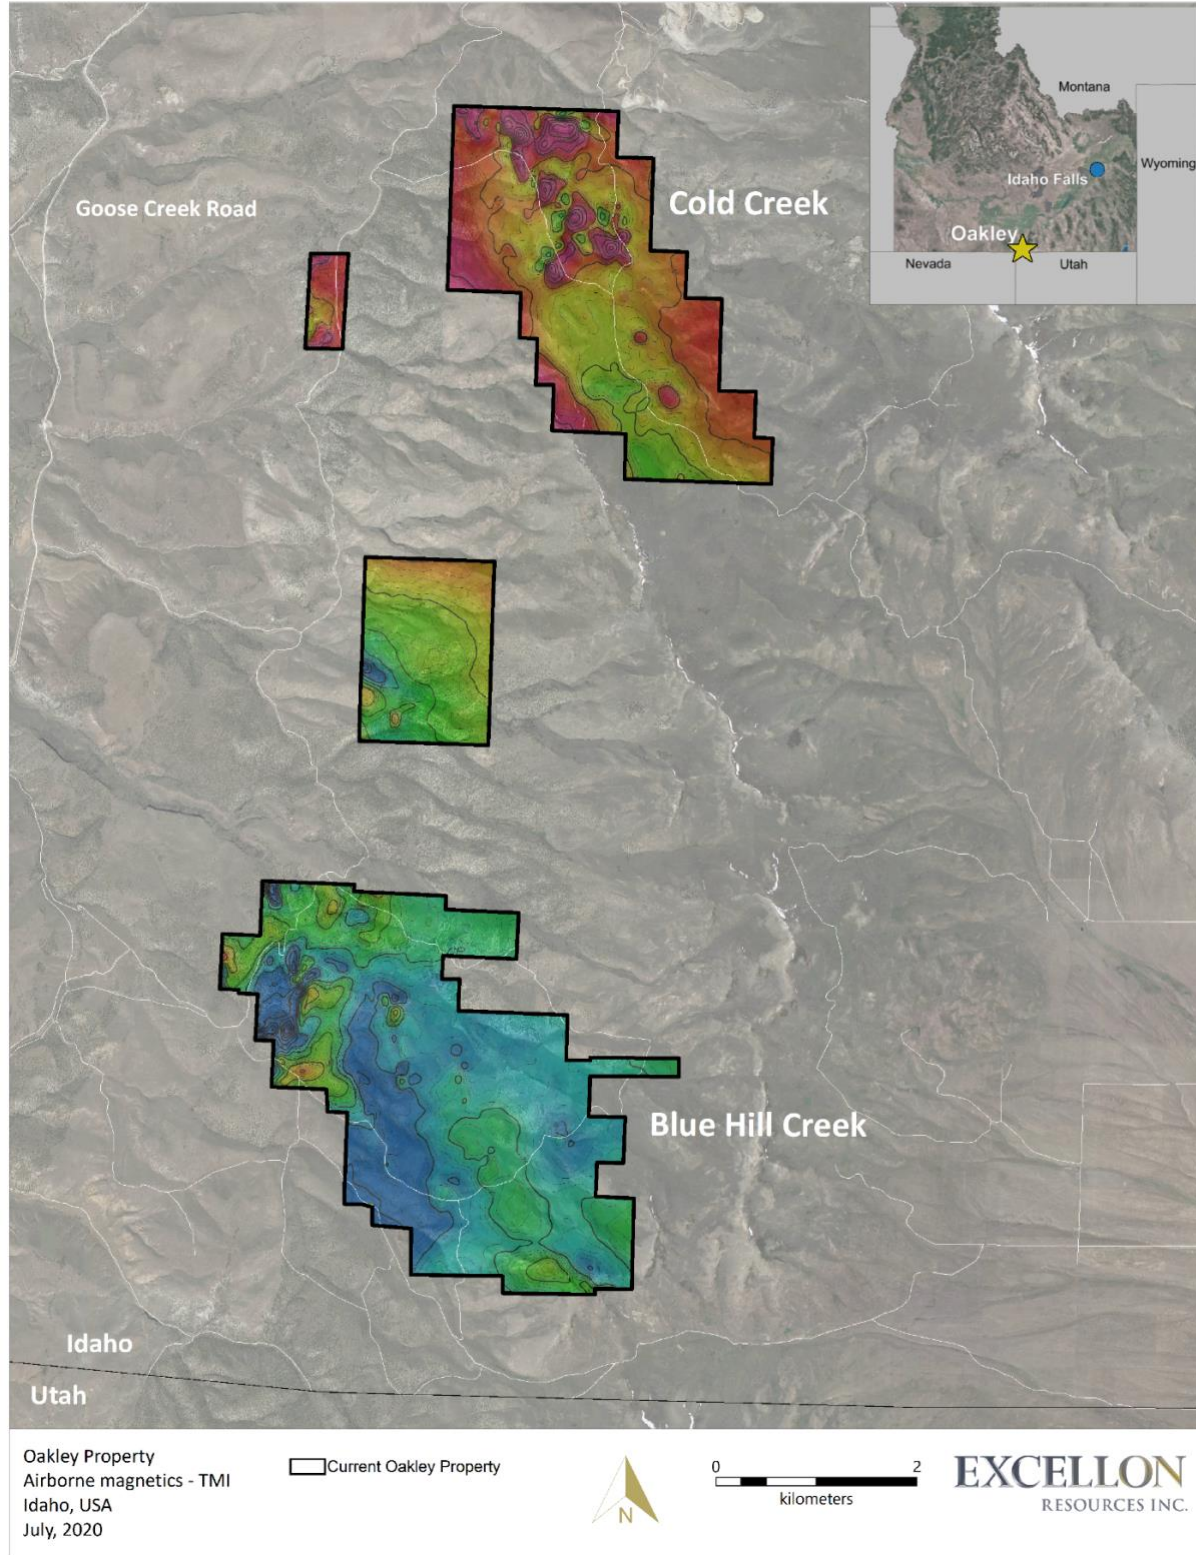 Montana
Wyoming
Idaho Falls
Oakley
Nevada
Utah
Goose Creek Road
Cold Creek
Blue Hill Creek
Idaho
Utah
Oakley Property
Airborne magnetics - TMI
Idaho, USA
July, 2020
Current Oakley Property
N
0 2
kilometers
EXCELLON
RESOURCES INC.